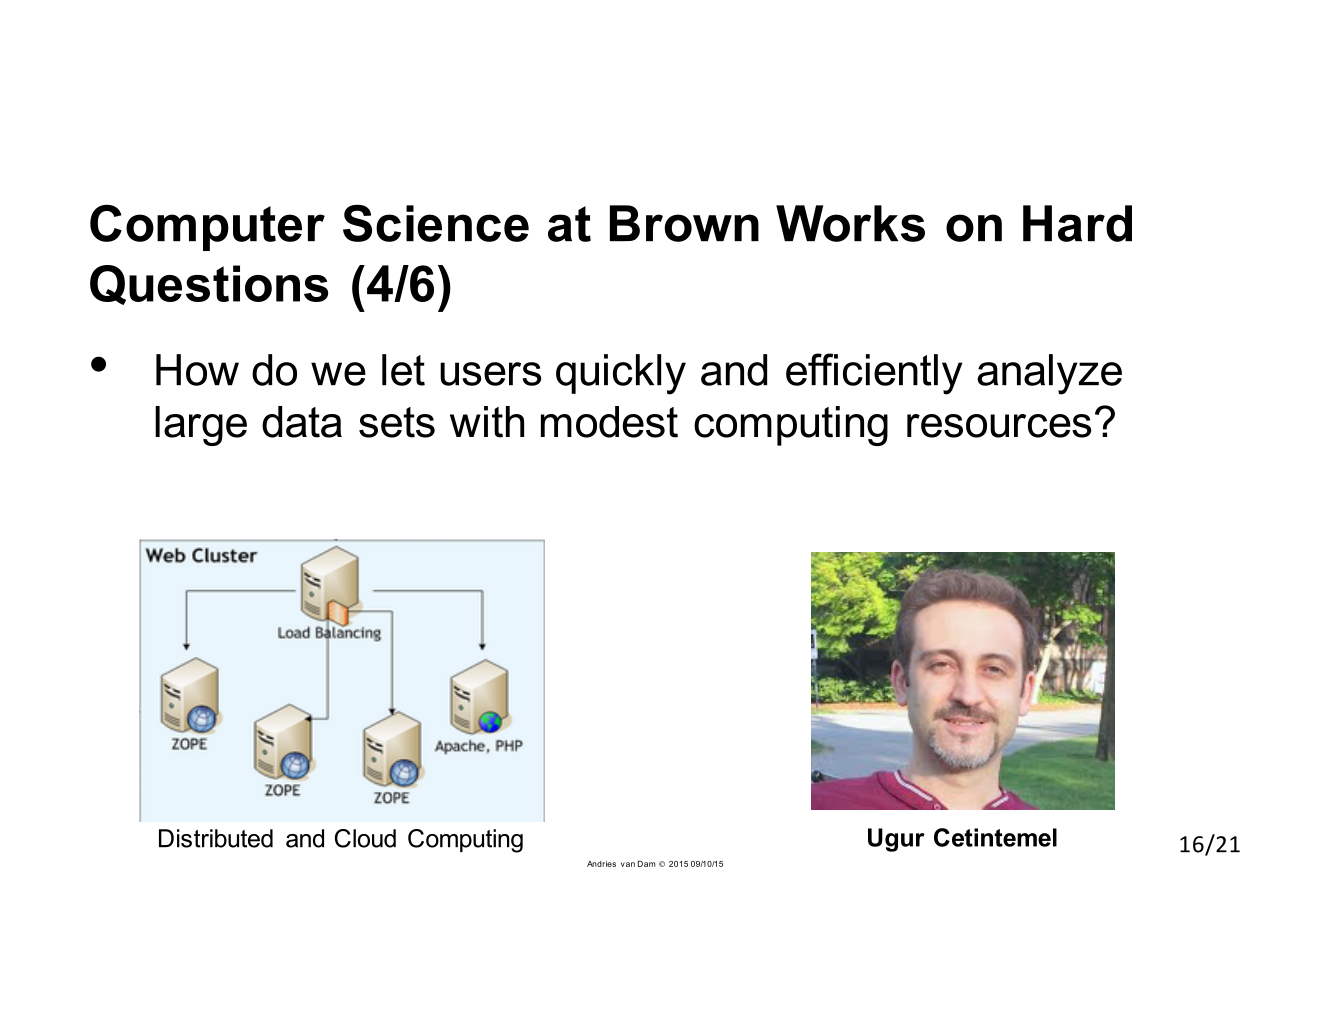 Computer Science at Brown Works on Hard
Questions (4/6)
• How do we let users quickly and efficiently analyze
large data sets with modest computing resources?
Web Cluster
Load Balancing
ZOPE
ZOPE
ZOPE
Apache, PHP
Distributed and Cloud Computing
Ugur Cetintemel
16/21
Andries van Dam © 2015 09/10/15